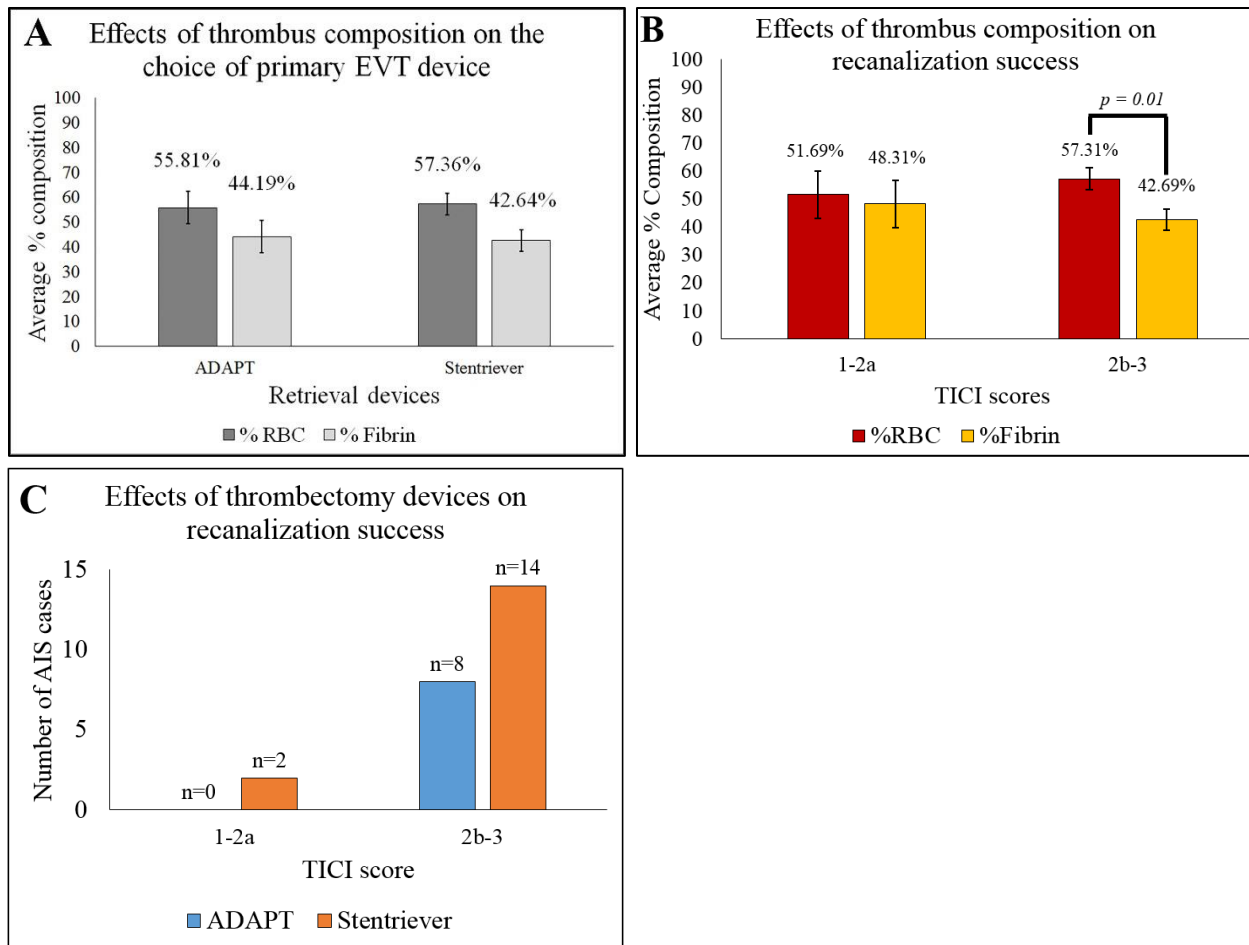 A
Effects of thrombus composition on the
choice of primary EVT device
Average % composition
100
90
80
70
60
50
40
30
20
10
0
55.81%
44.19%
57.36%
42.64%
ADAPT
Stentriever
Retrieval devices
% RBC
% Fibrin
B
Effects of thrombus composition on
recanalization success
Average % Composition
100
90
80
70
60
50
40
30
20
10
0
51.69%
48.31%
p = 0.01
57.31%
42.69%
1-2a
2b-3
TICI scores
%RBC
%Fibrin
C
Effects of thrombectomy devices on
recanalization success
Number of AIS cases
15
10
5
0
n=0
n=2
n=8
n=14
1-2a
2b-3
TICI score
ADAPT
Stentriever